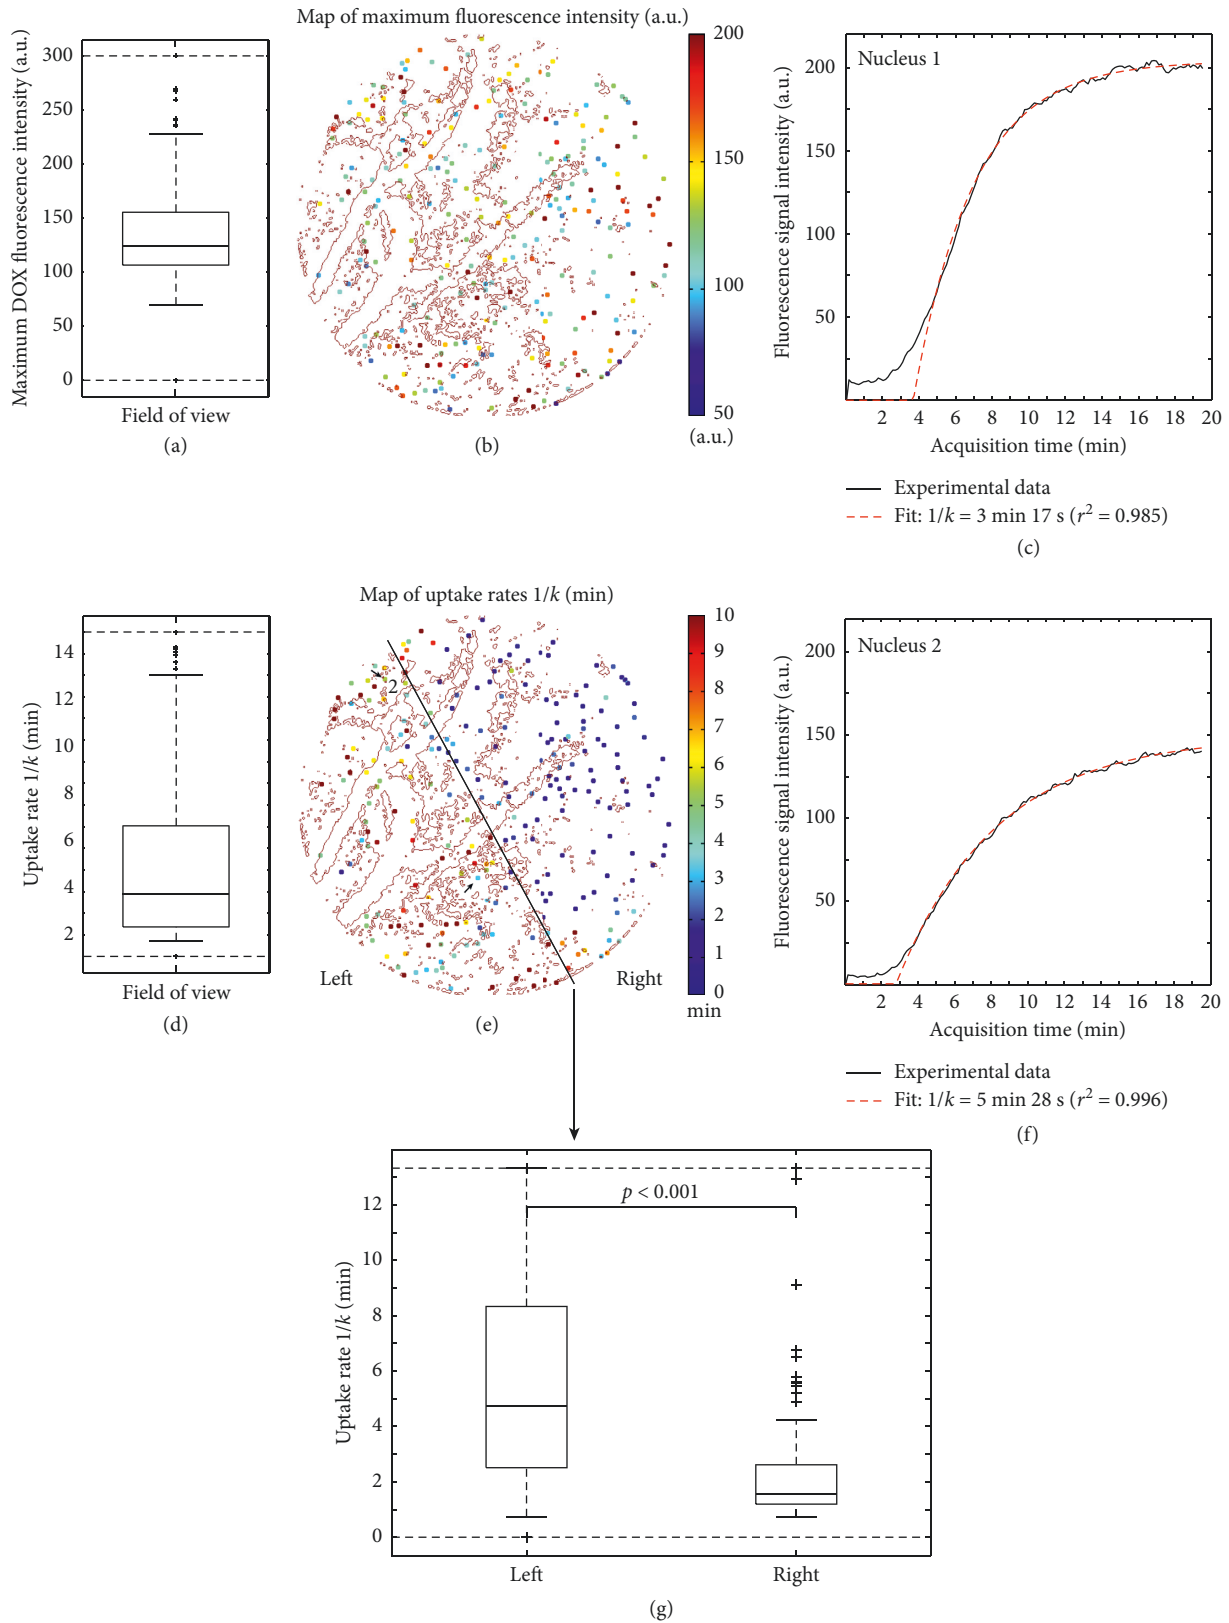 Maximum DOX fluorescence intensity (a.u.)
300
250
200
150
100
50
0
Field of view
(a)
Map of maximum fluorescence intensity (a.u.)
200
150
100
50
(a.u.)
(b)
Fluorescence signal intensity (a.u.)
200
150
200
100
50
Nucleus 1
2 4 6 8 10 12 14 16 18 20
Acquisition time (min)
Experimental data
Fit: 1/k = 3 min 17 s (r² = 0.985)
(c)
Uptake rate 1/k (min)
14
12
10
8
6
4
2
Field of view
(d)
Map of uptake rates 1/k (min)
2
Left
Right
10
9
8
7
6
5
4
3
2
1
0
min
(e)
Fluorescence signal intensity (a.u.)
200
150
100
50
Nucleus 2
2 4 6 8 10 12 14 16 18 20
Acquisition time (min)
Experimental data
Fit: 1/k = 5 min 28 s (r² = 0.996)
(f)
Uptake rate 1/k (min)
12
10
8
6
4
2
0
p < 0.001
Left
Right
(g)